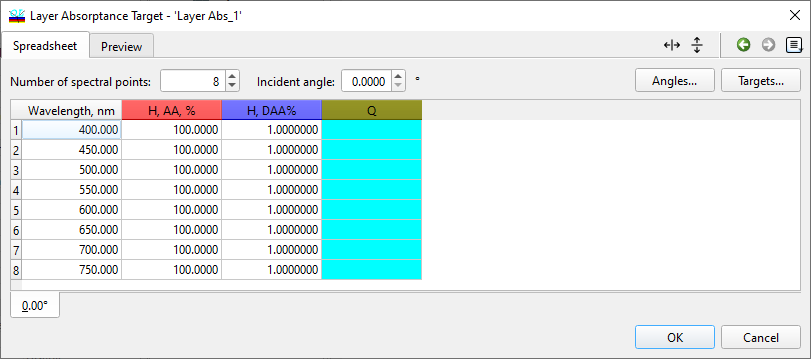 Layer Absorptance Target - 'Layer Abs_1'
Spreadsheet Preview
Number of spectral points: 8 Incident angle: 0.0000 ° Angles... Targets...
Wavelength, nm H, AA, % H, DAA% Q
1 400.000 100.0000 1.0000000
2 450.000 100.0000 1.0000000
3 500.000 100.0000 1.0000000
4 550.000 100.0000 1.0000000
5 600.000 100.0000 1.0000000
6 650.000 100.0000 1.0000000
7 700.000 100.0000 1.0000000
8 750.000 100.0000 1.0000000
0.00°
OK Cancel